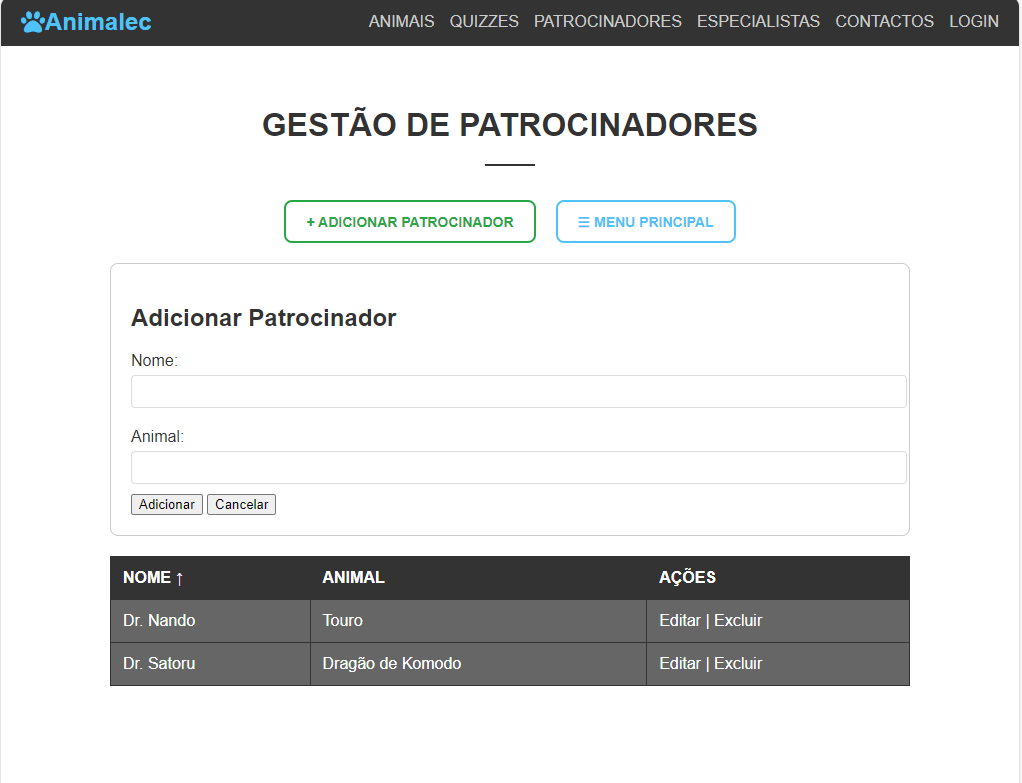 Animalec ANIMAIS QUIZZES PATROCINADORES ESPECIALISTAS CONTACTOS LOGIN
GESTÃO DE PATROCINADORES
+ ADICIONAR PATROCINADOR ☰ MENU PRINCIPAL
Adicionar Patrocinador
Nome:
Animal:
Adicionar Cancelar
NOME ↑ ANIMAL AÇÕES
Dr. Nando Touro Editar | Excluir
Dr. Satoru Dragão de Komodo Editar | Excluir